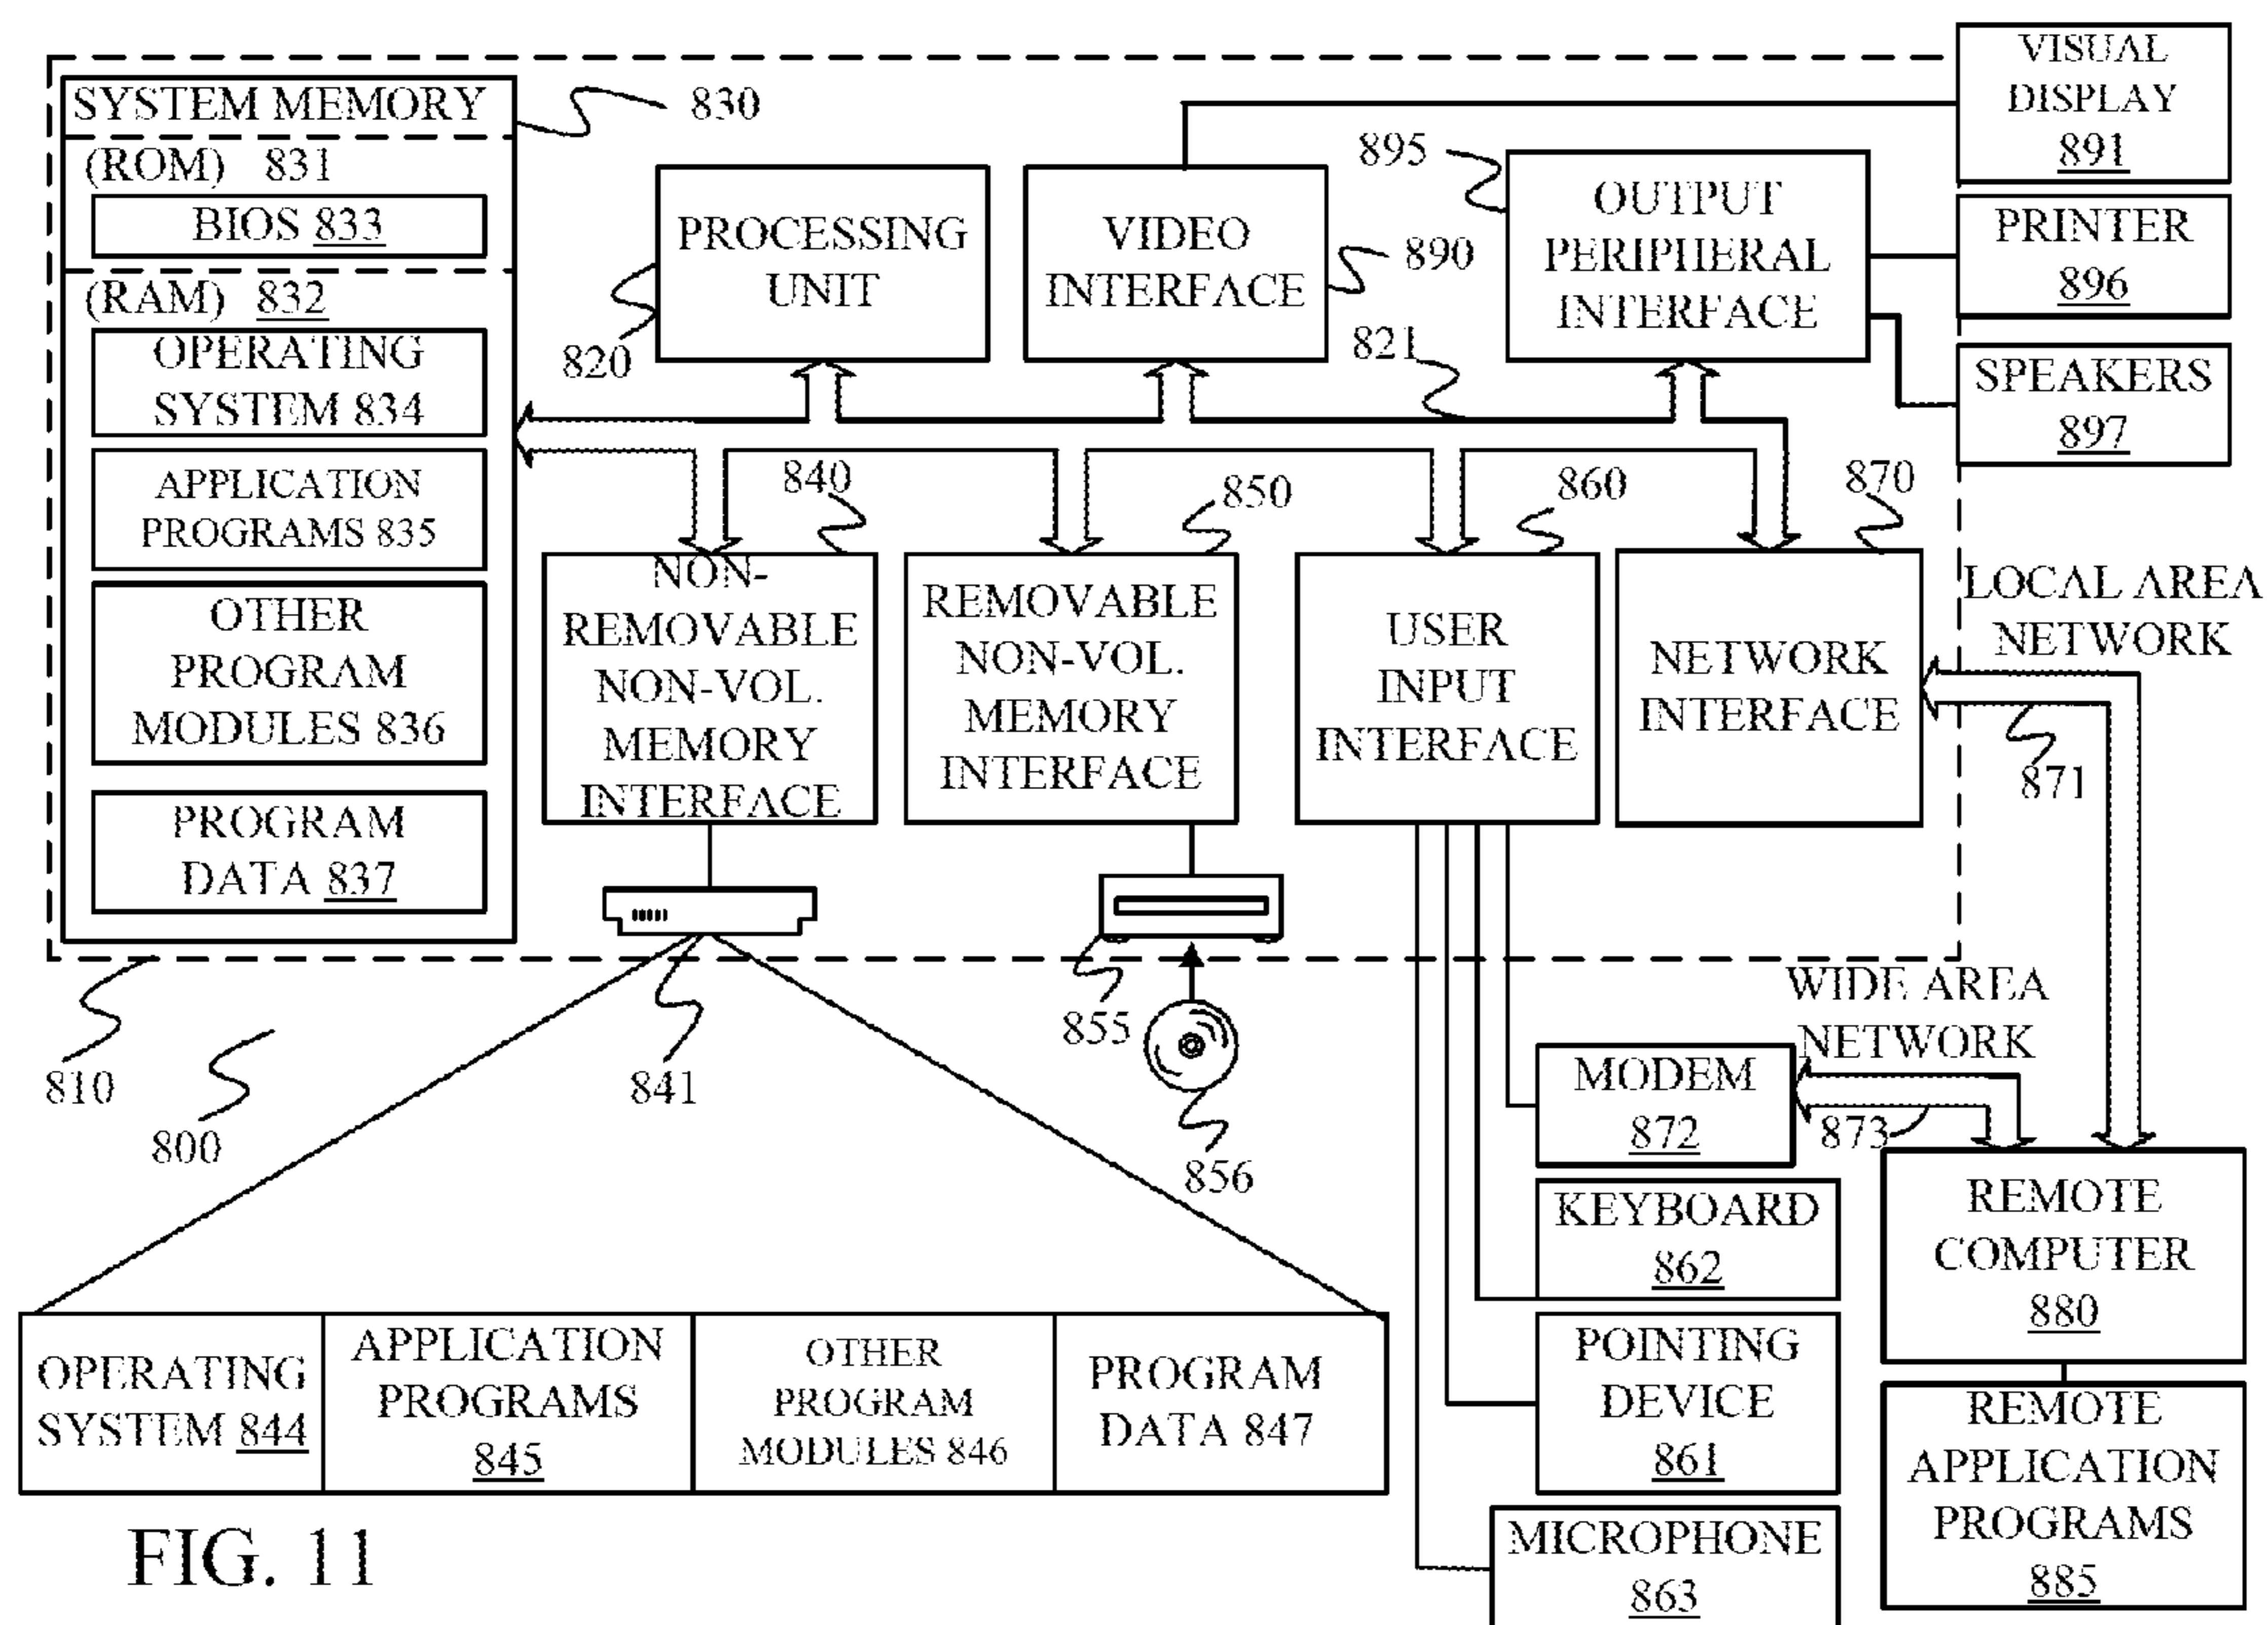 SYSTEM MEMORY
830
(ROM) 831
BIOS 833
(RAM) 832
OPERATING
SYSTEM 834
APPLICATION
PROGRAMS 835
OTHER
PROGRAM
MODULES 836
PROGRAM
DATA 837
PROCESSING
UNIT
820
VIDEO
INTERFACE
890
895
OUTPUT
PERIPHERAL
INTERFACE
821
VISUAL
DISPLAY
891
PRINTER
896
SPEAKERS
897
840
NON-
REMOVABLE
NON-VOL.
MEMORY
INTERFACE
850
REMOVABLE
NON-VOL.
MEMORY
INTERFACE
860
USER
INPUT
INTERFACE
870
NETWORK
INTERFACE
LOCAL AREA
NETWORK
871
810
800
841
855
856
WIDE AREA
NETWORK
MODEM
872
873
KEYBOARD
862
POINTING
DEVICE
861
MICROPHONE
863
REMOTE
COMPUTER
880
REMOTE
APPLICATION
PROGRAMS
885
OPERATING
SYSTEM 844
APPLICATION
PROGRAMS
845
OTHER
PROGRAM
MODULES 846
PROGRAM
DATA 847
FIG. 11